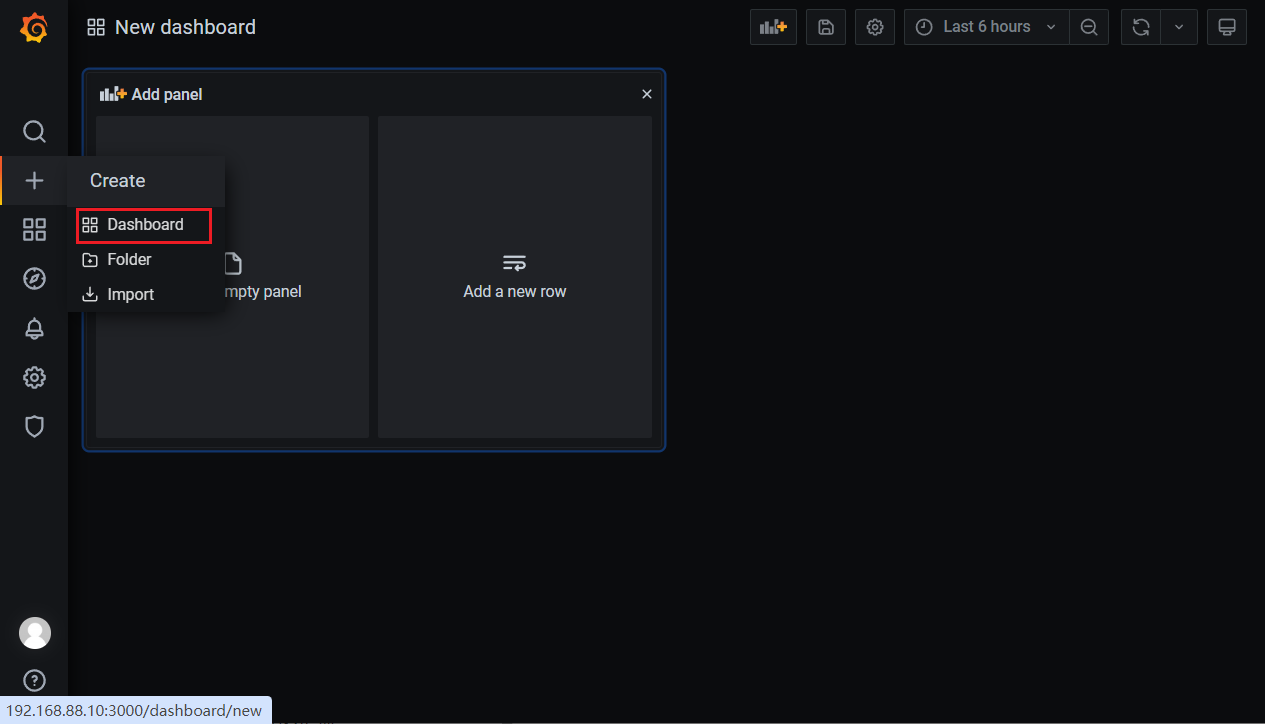 New dashboard
Last 6 hours
Add panel
Create
Dashboard
Folder
Import
mpty panel
Add a new row
192.168.88.10:3000/dashboard/new